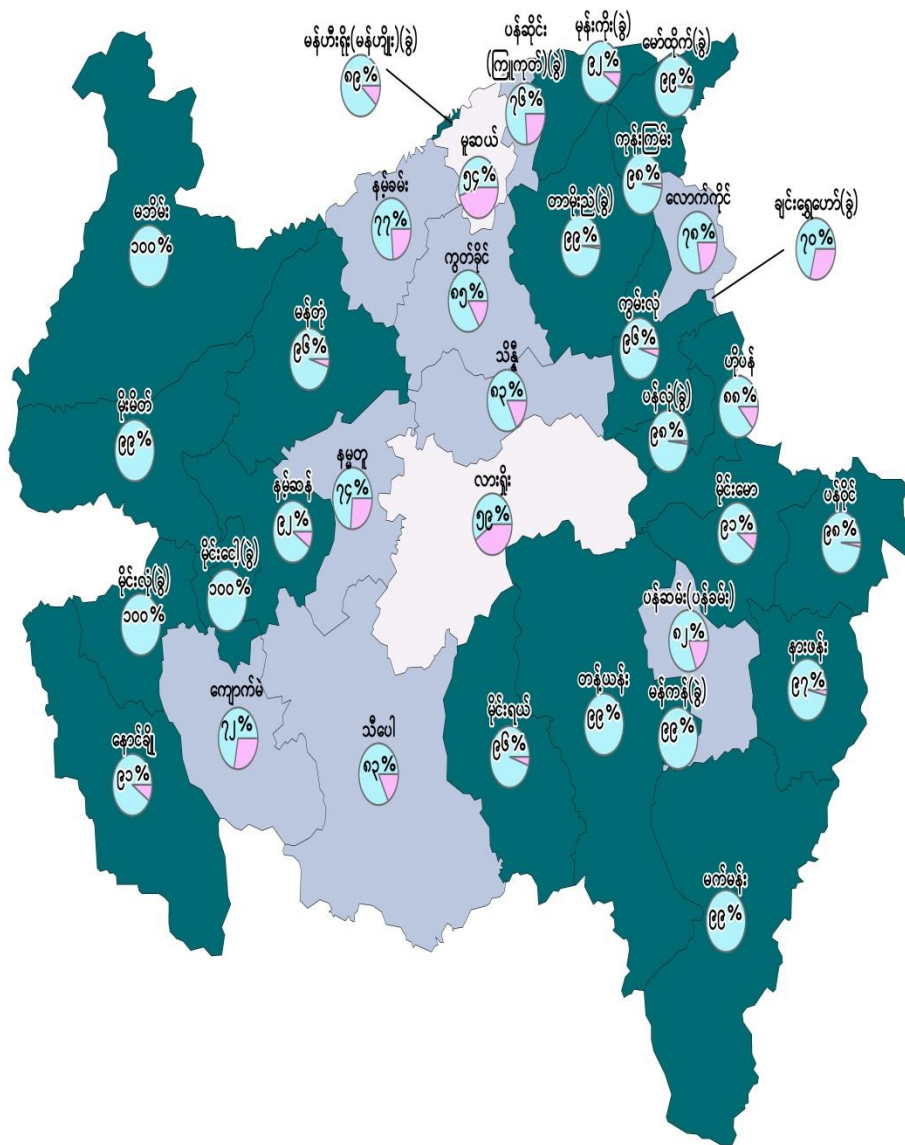 မန်ဟီးရိုး(မန်ဟျိုး)(ခွဲ)
၈၉%
ပန်ဆိုင်း
(ကြူကုတ်)(ခွဲ)
၇၆%
မုန်းကိုး(ခွဲ)
၉၂%
မော်ထိုက်(ခွဲ)
၉၉%
မူဆယ်
၅၄%
ကုန်းကြမ်း
၉၈%
နမ့်ခမ်း
၇၇%
တာမိုးညဲ(ခွဲ)
၉၉%
လောက်ကိုင်
၇၈%
ချင်းရွှေဟော်(ခွဲ)
၇၀%
မဘိမ်း
၁၀၀%
ကွတ်ခိုင်
၈၅%
မန်တုံ
၉၆%
ကွမ်းလုံ
၉၆%
သိန္နီ
၈၃%
ဟိုပန်
၈၈%
မိုးမိတ်
၉၉%
ပန်လုံ(ခွဲ)
၉၈%
နမ္မတူ
၇၄%
နမ့်ဆန်
၉၂%
လားရှိုး
၅၉%
မိုင်းမော
၉၁%
ပန်ဝိုင်
၉၈%
မိုင်းလုံ(ခွဲ)
၁၀၀%
မိုင်းငေါ့(ခွဲ)
၁၀၀%
ပန်ဆမ်း(ပန်ခမ်း)
၈၂%
နားဖန်း
၉၇%
ကျောက်မဲ
၇၂%
တန့်ယန်း
၉၉%
မန်ကန်(ခွဲ)
၉၉%
နောင်ချို
၉၁%
သီပေါ
၈၃%
မိုင်းရယ်
၉၆%
မက်မန်း
၉၉%